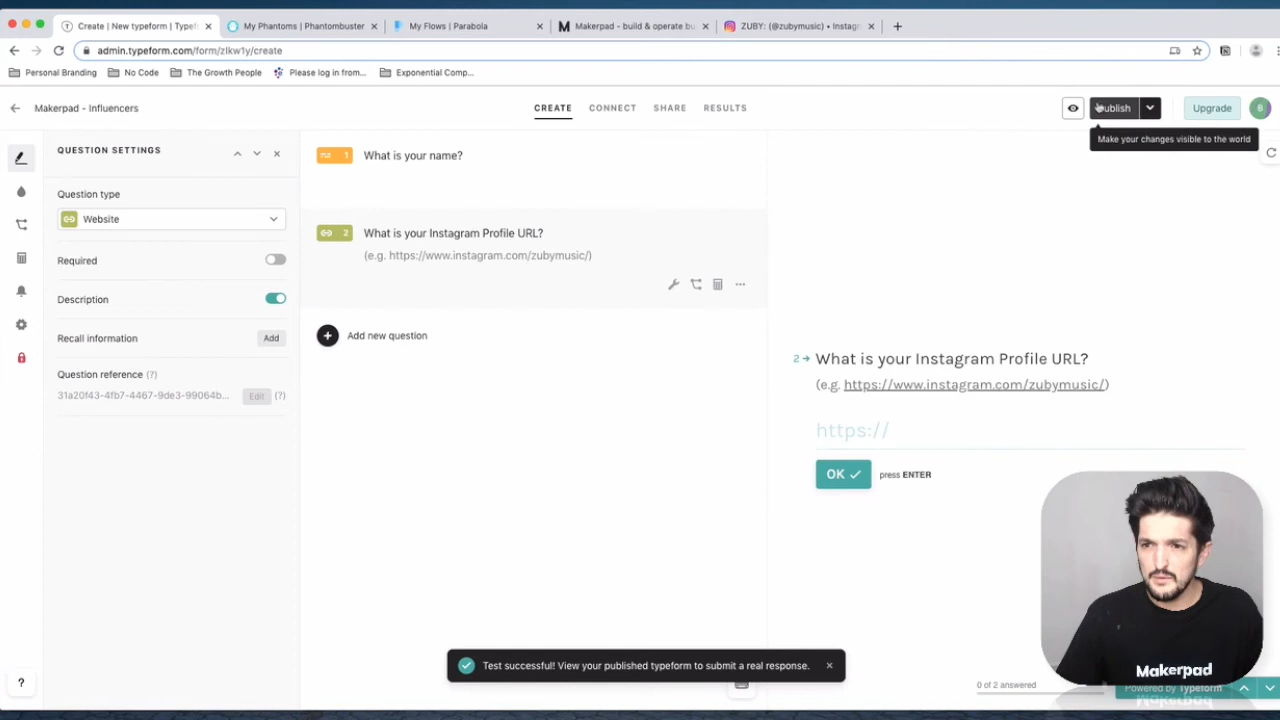 Create | New typeform | Typef
My Phantoms | Phantombuster
My Flows | Parabola
Makerpad - build & operate bu
ZUBY: (@zubymusic) • Instagr
admin.typeform.com/form/zlkw1y/create
Personal Branding
No Code
The Growth People
Please log in from...
Exponential Comp...
Makerpad - Influencers
CREATE
CONNECT
SHARE
RESULTS
Publish
Upgrade
B
Make your changes visible to the world
QUESTION SETTINGS
Question type
Website
Required
Description
Recall information
Add
Question reference (?)
31a20f43-4fb7-4467-9de3-99064b...
Edit
(?)
1 What is your name?
2 What is your Instagram Profile URL?
(e.g. https://www.instagram.com/zubymusic/)
Add new question
2 → What is your Instagram Profile URL?
(e.g. https://www.instagram.com/zubymusic/)
https://
OK
press ENTER
Test successful! View your published typeform to submit a real response.
?
0 of 2 answered
Powered by Typeform
Makerpad